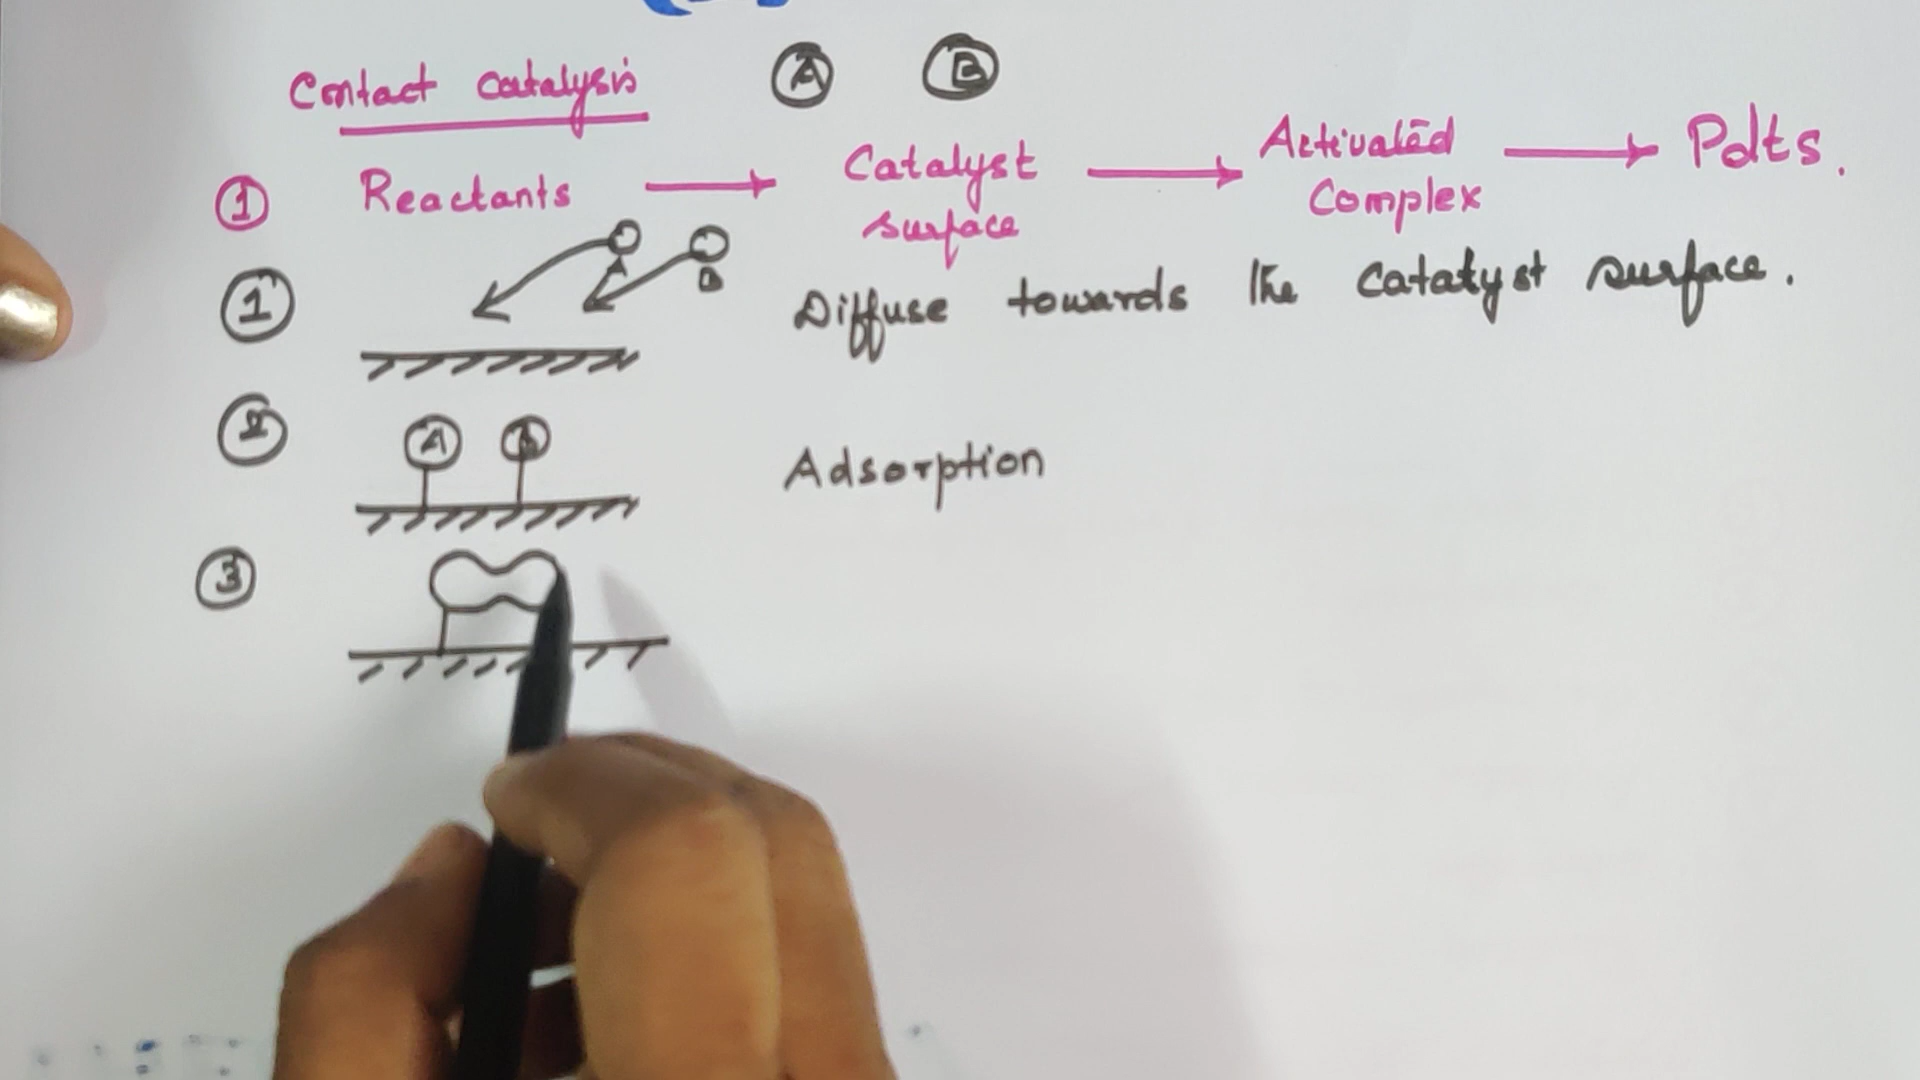 Contact catalysis A B
① Reactants → Catalyst surface → Activated Complex → Pdts.
① A B Diffuse towards the catalyst surface.
② A B Adsorption
③